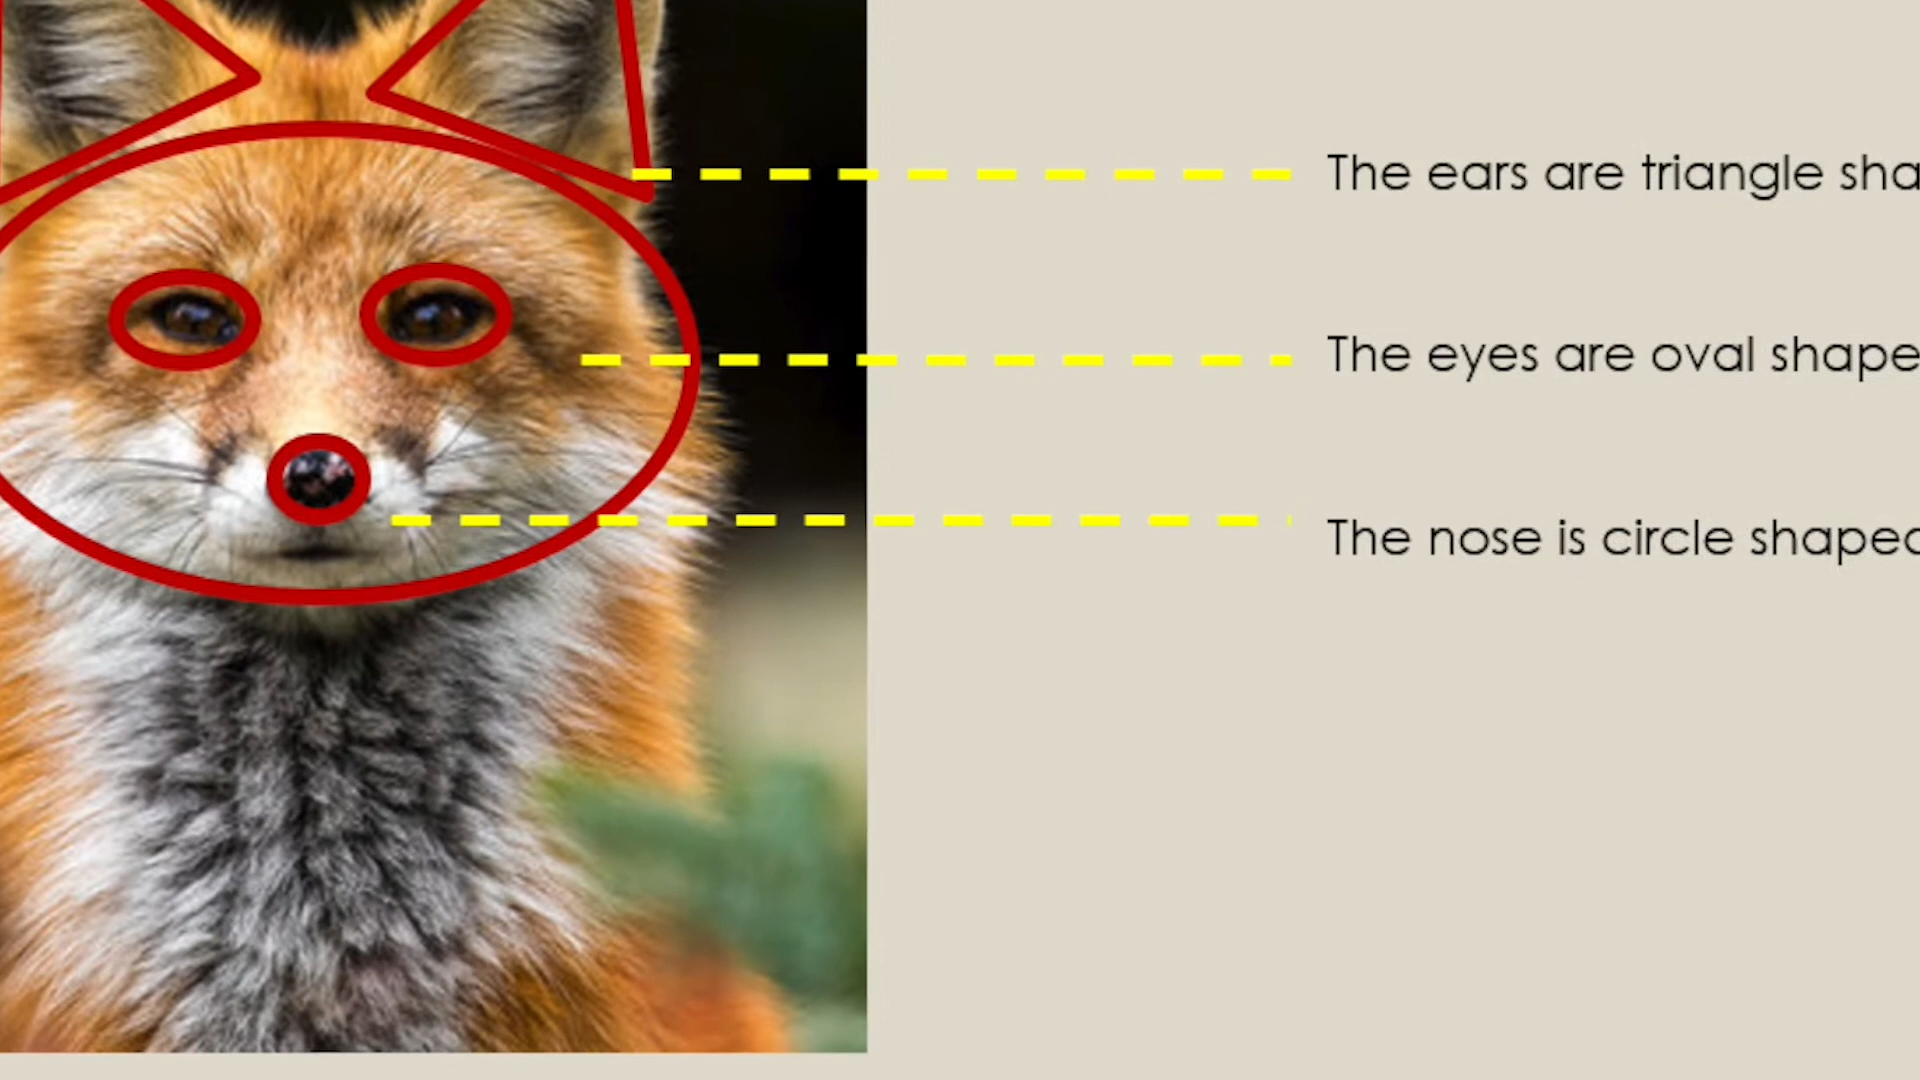 The ears are triangle sha
The eyes are oval shape
The nose is circle shaped